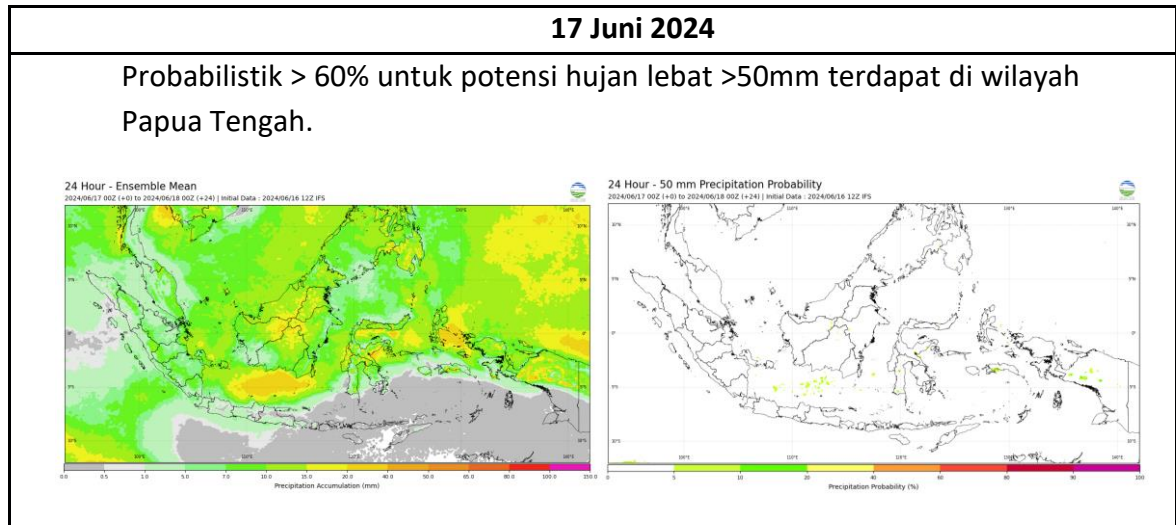 17 Juni 2024
Probabilistik > 60% untuk potensi hujan lebat >50mm terdapat di wilayah
Papua Tengah.
24 Hour - Ensemble Mean
2024/06/17 00Z (+0) to 2024/06/18 00Z (+24) | Initial Data : 2024/06/16 12Z IFS
24 Hour - 50 mm Precipitation Probability
2024/06/17 00Z (+0) to 2024/06/18 00Z (+24) | Initial Data : 2024/06/16 12Z IFS
0.0 0.5 1.0 5.0 7.0 10.0 15.0 20.0 40.0 50.0 65.0 80.0 100.0 150.0
Precipitation Accumulation (mm)
0 5 10 20 40 60 80 90 100
Precipitation Probability (%)